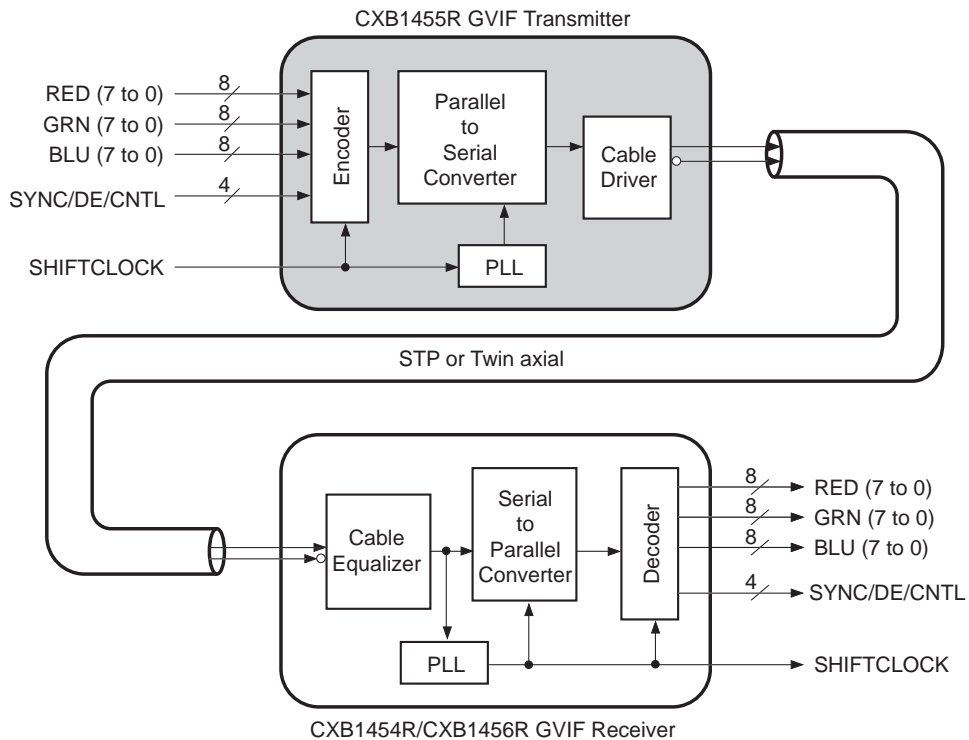 CXB1455R GVIF Transmitter
RED (7 to 0)
8
GRN (7 to 0)
8
BLU (7 to 0)
8
SYNC/DE/CNTL
4
SHIFTCLOCK
Encoder
Parallel
to
Serial
Converter
PLL
Cable
Driver
STP or Twin axial
Cable
Equalizer
Serial
to
Parallel
Converter
PLL
Decoder
8
RED (7 to 0)
8
GRN (7 to 0)
8
BLU (7 to 0)
4
SYNC/DE/CNTL
SHIFTCLOCK
CXB1454R/CXB1456R GVIF Receiver